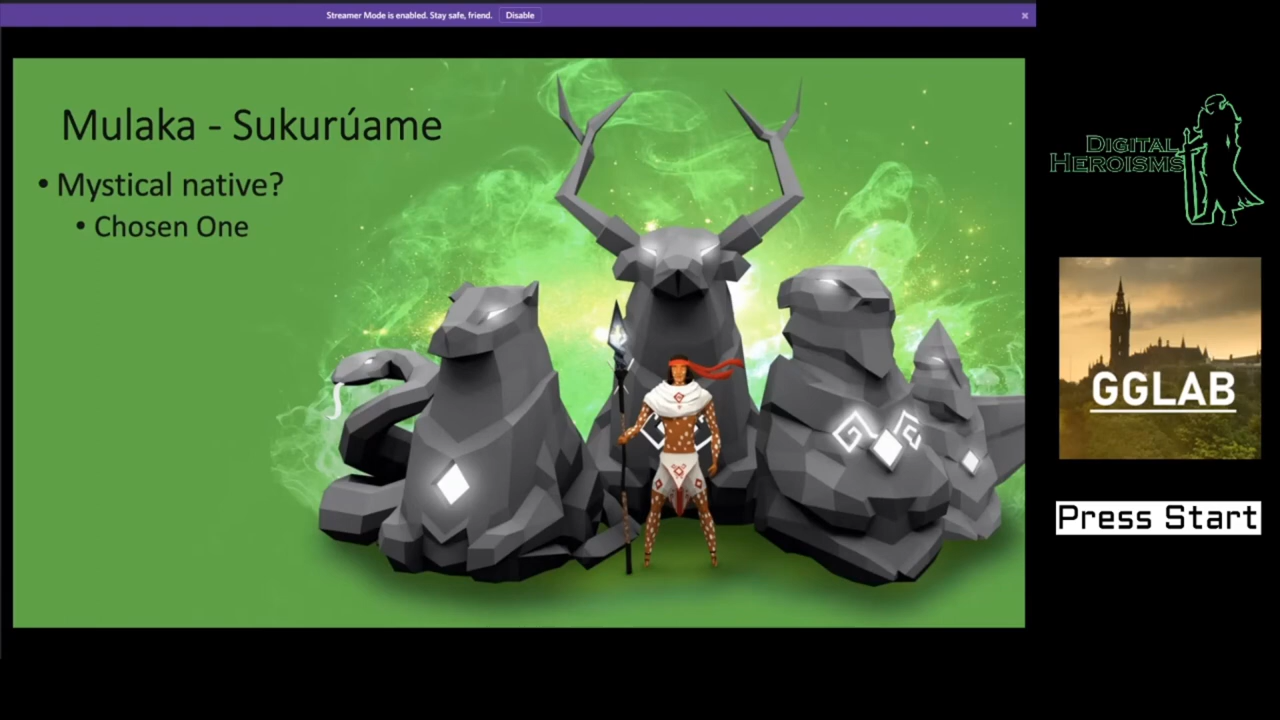 Streamer Mode is enabled. Stay safe, friend. Disable
Mulaka - Sukurúame
• Mystical native?
• Chosen One
DIGITAL
HEROISMS
GGLAB
Press Start